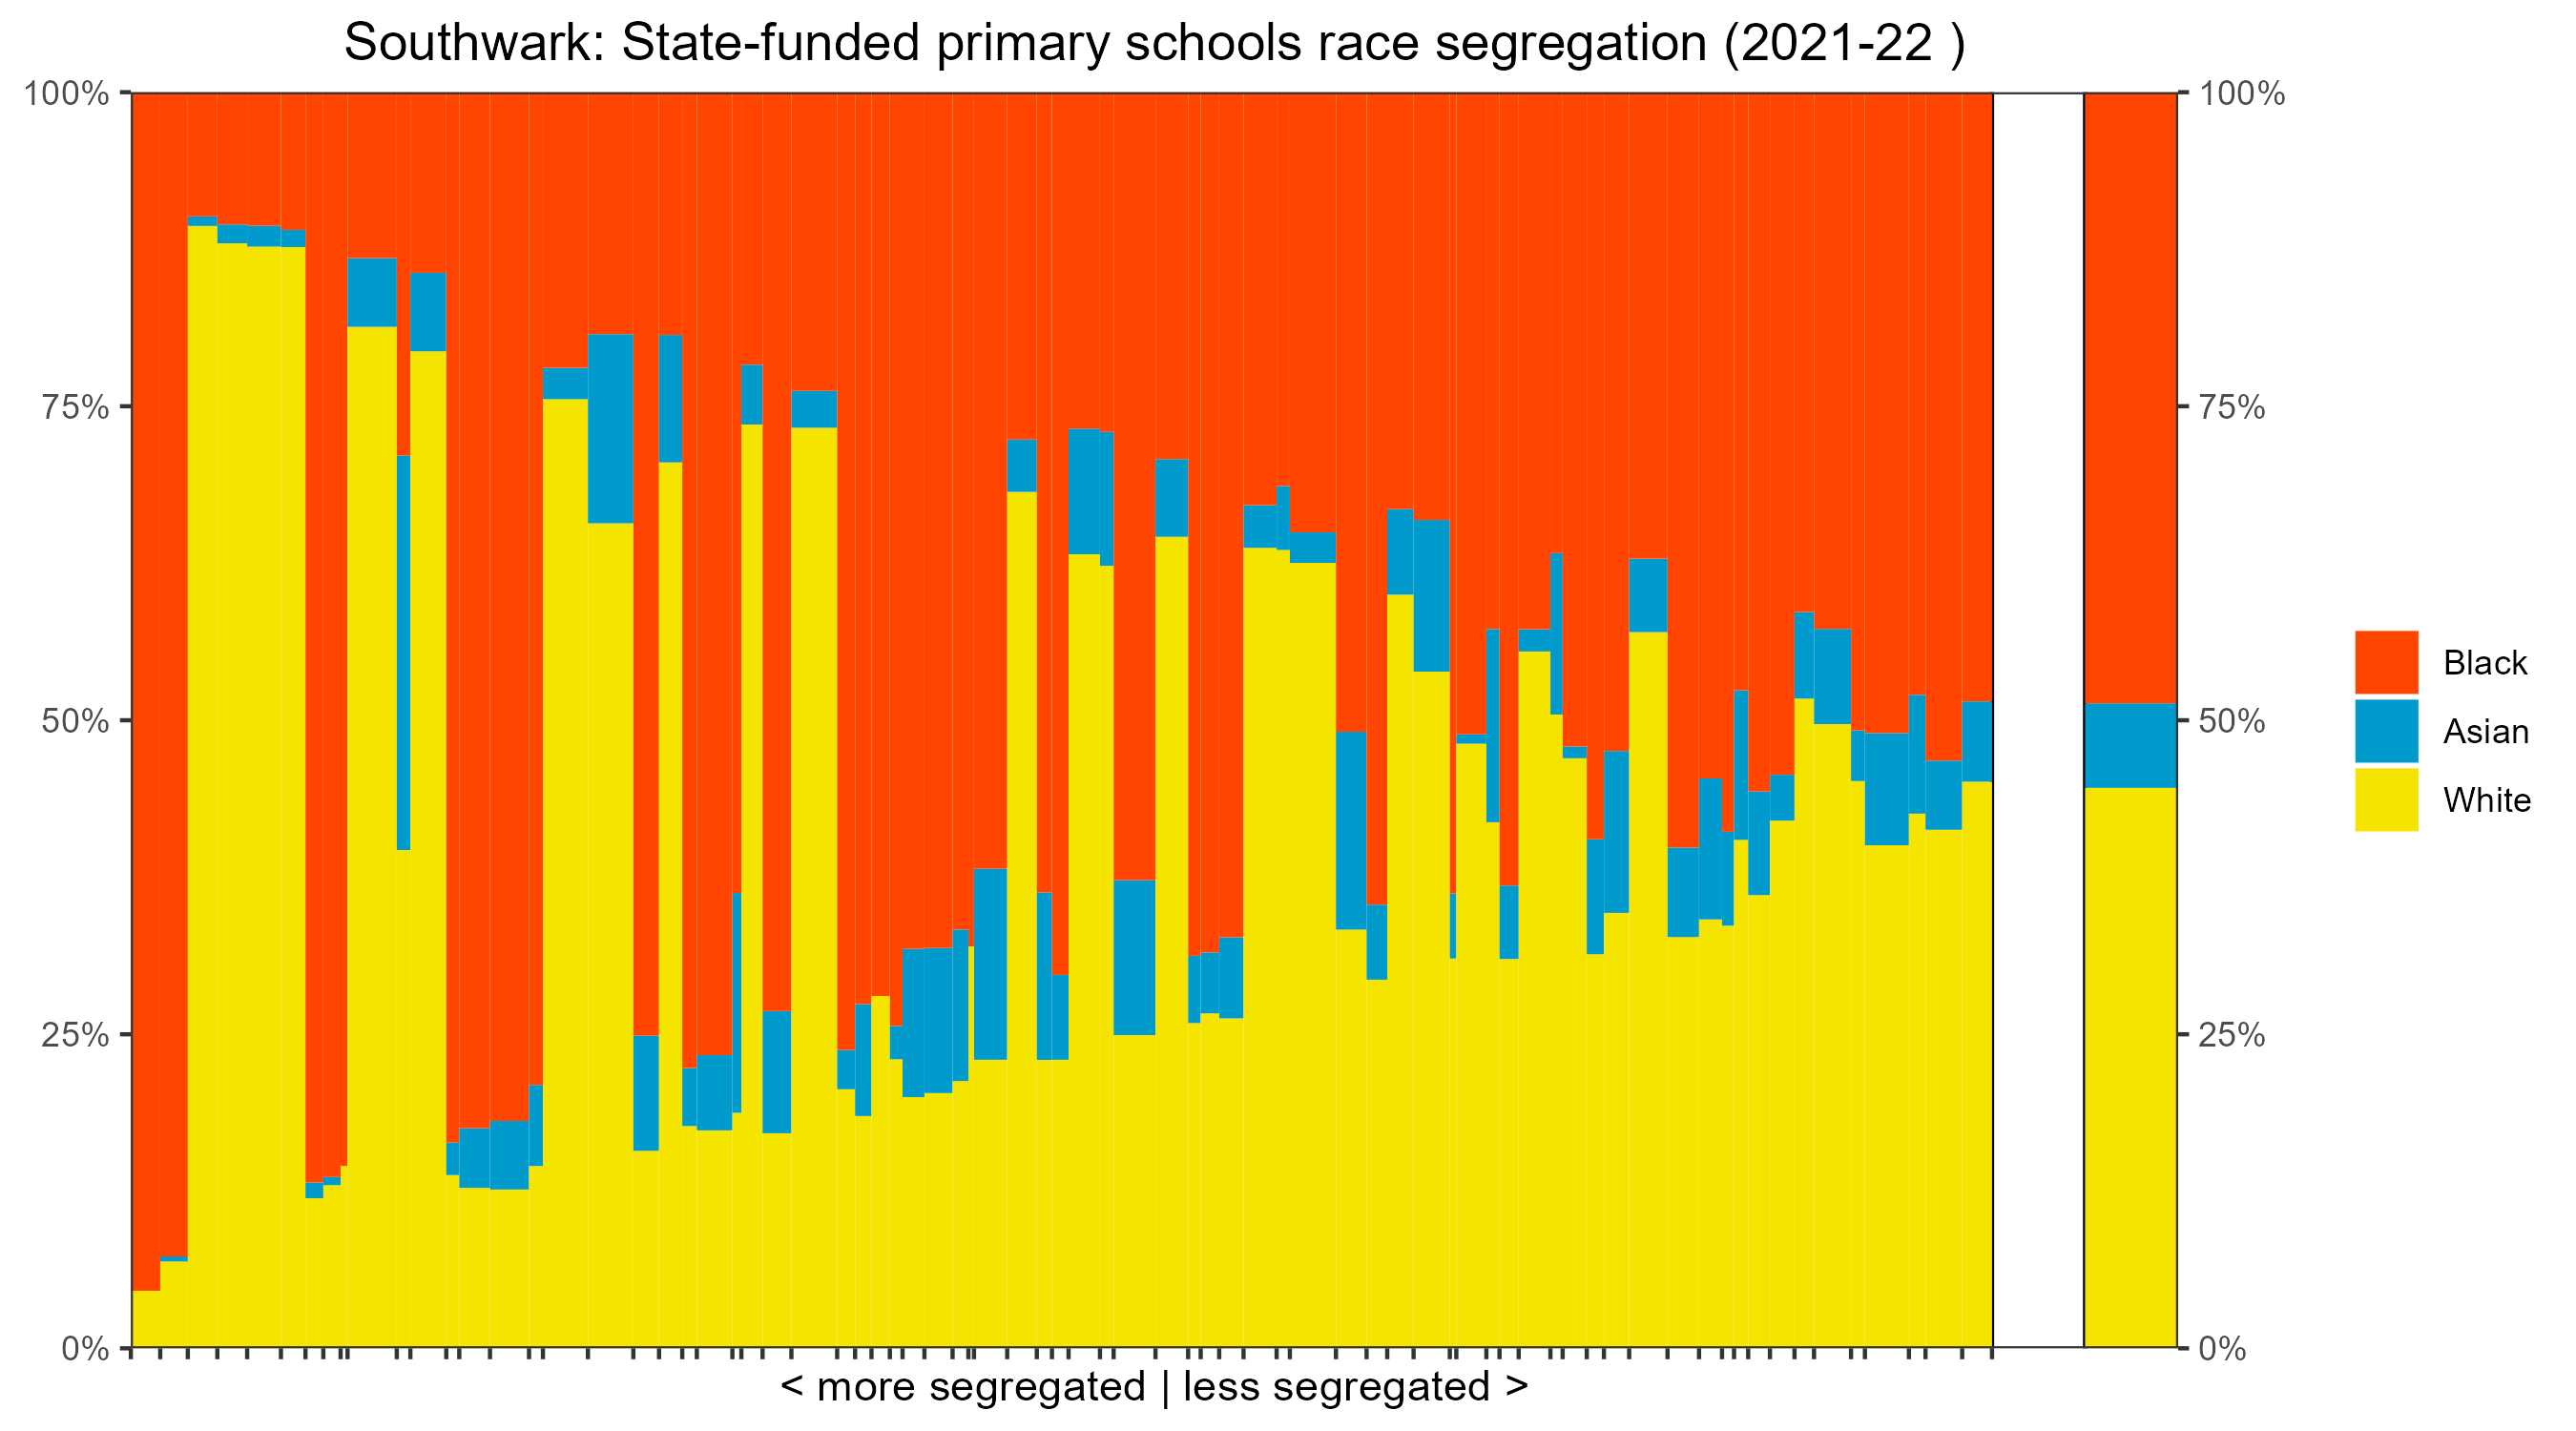 Southwark: State-funded primary schools race segregation (2021-22 )
100%
75%
50%
25%
0%
100%
75%
50%
25%
0%
Black
Asian
White
< more segregated | less segregated >